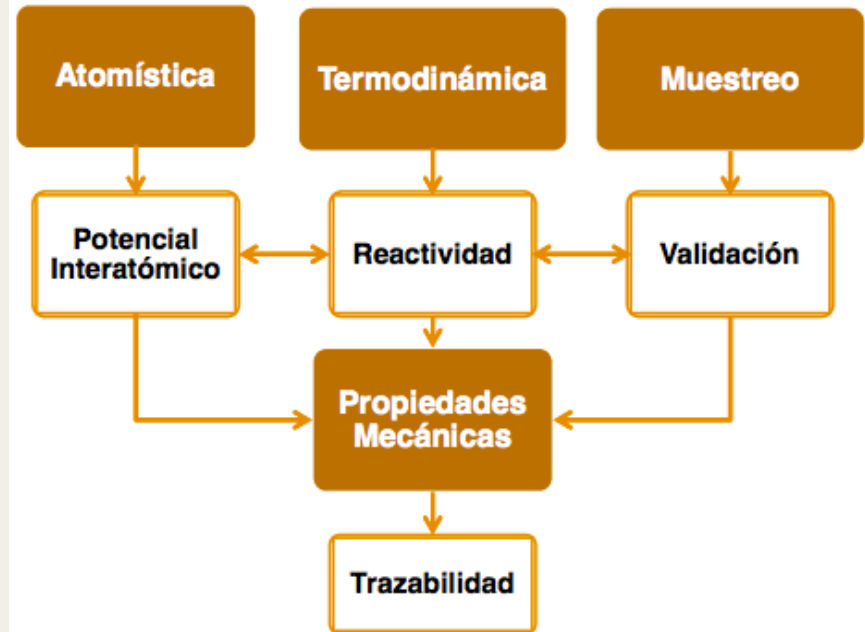 Atomística
Termodinámica
Muestreo
Potencial
Interatómico
Reactividad
Validación
Propiedades
Mecánicas
Trazabilidad